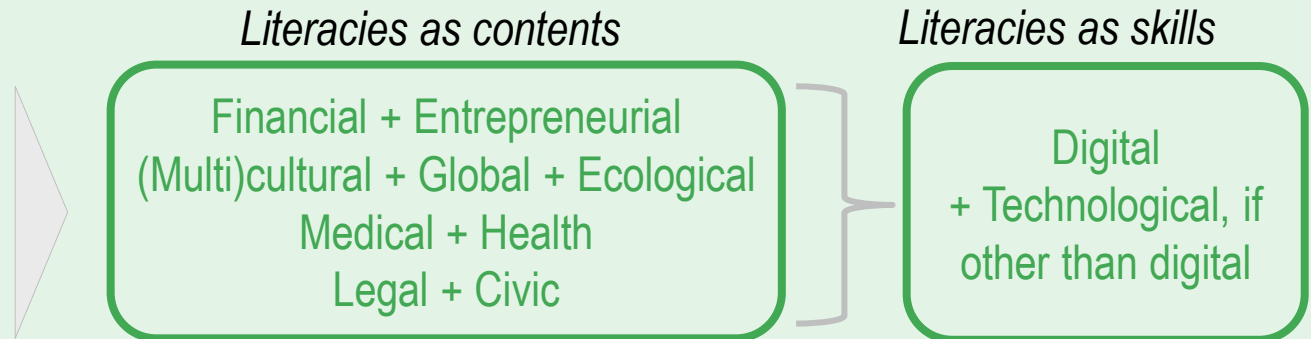 Literacies as contents
Financial + Entrepreneurial
(Multi)cultural + Global + Ecological
Medical + Health
Legal + Civic
Literacies as skills
Digital
+ Technological, if
other than digital